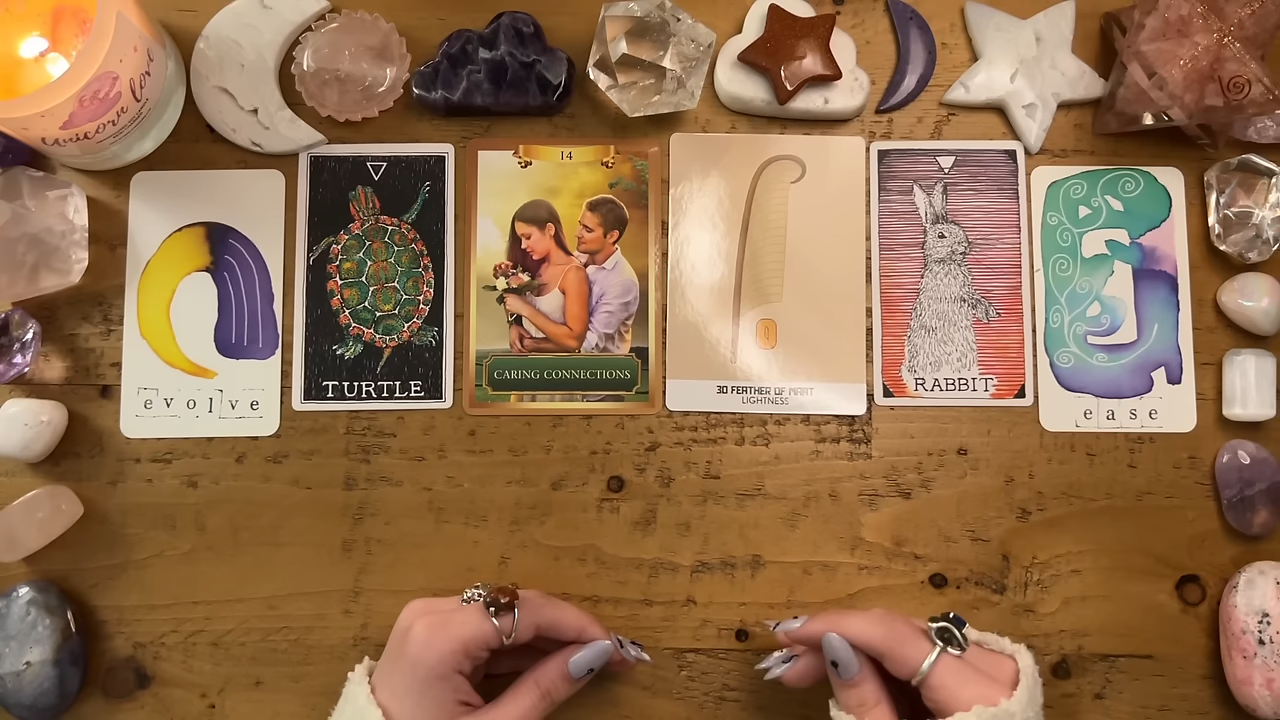 Unicorn love
evolve
TURTLE
14
CARING CONNECTIONS
30 FEATHER OF MAAT
LIGHTNESS
RABBIT
ease